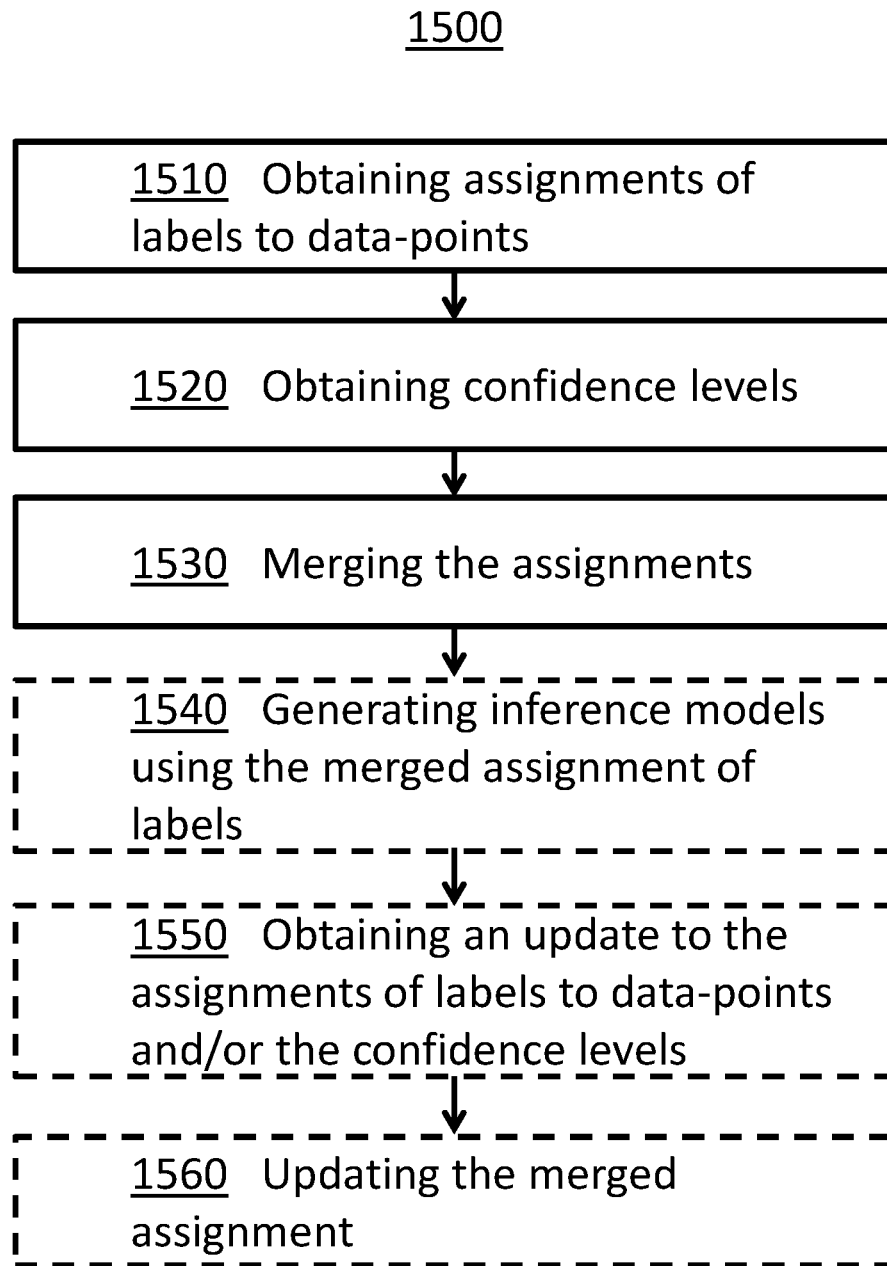 1500
1510 Obtaining assignments of
labels to data-points
1520 Obtaining confidence levels
1530 Merging the assignments
1540 Generating inference models
using the merged assignment of
labels
1550 Obtaining an update to the
assignments of labels to data-points
and/or the confidence levels
1560 Updating the merged
assignment